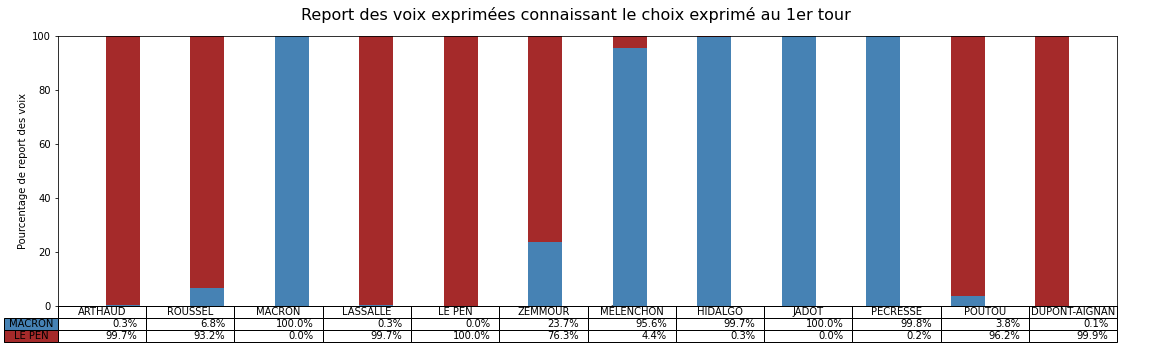 Report des voix exprimées connaissant le choix exprimé au 1er tour
Pourcentage de report des voix
100
80
60
40
20
0
ARTHAUD ROUSSEL MACRON LASSALLE LE PEN ZEMMOUR MÉLENCHON HIDALGO JADOT PÉCRESSE POUTOU DUPONT-AIGNAN
MACRON 0.3% 6.8% 100.0% 0.3% 0.0% 23.7% 95.6% 99.7% 100.0% 99.8% 3.8% 0.1%
LE PEN 99.7% 93.2% 0.0% 99.7% 100.0% 76.3% 4.4% 0.3% 0.0% 0.2% 96.2% 99.9%